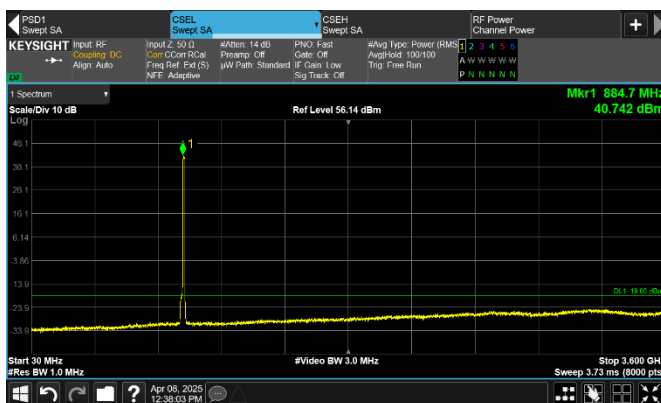 PSD1
Swept SA
CSEL
Swept SA
CSEH
Swept SA
RF Power
Channel Power
+
KEYSIGHT
Input: RF
Coupling: DC
Align: Auto
Input Z: 50 Ω
Corr CCorr RCal
Freq Ref: Ext (S)
NFE: Adaptive
#Atten: 14 dB
Preamp: Off
µW Path: Standard
PNO: Fast
Gate: Off
IF Gain: Low
Sig Track: Off
#Avg Type: Power (RMS
Avg|Hold: 100/100
Trig: Free Run
1 2 3 4 5 6
A W W W W W
P N N N N N
1 Spectrum
Scale/Div 10 dB
Ref Level 56.14 dBm
Mkr1 884.7 MHz
40.742 dBm
Log
1
46.1
36.1
26.1
16.1
6.14
-3.86
-13.9
DL1 -19.00 dBm
-23.9
-33.9
Start 30 MHz
#Video BW 3.0 MHz
Stop 3.600 GH
#Res BW 1.0 MHz
Sweep 3.73 ms (8000 pts
?
Apr 08, 2025
12:38:03 PM